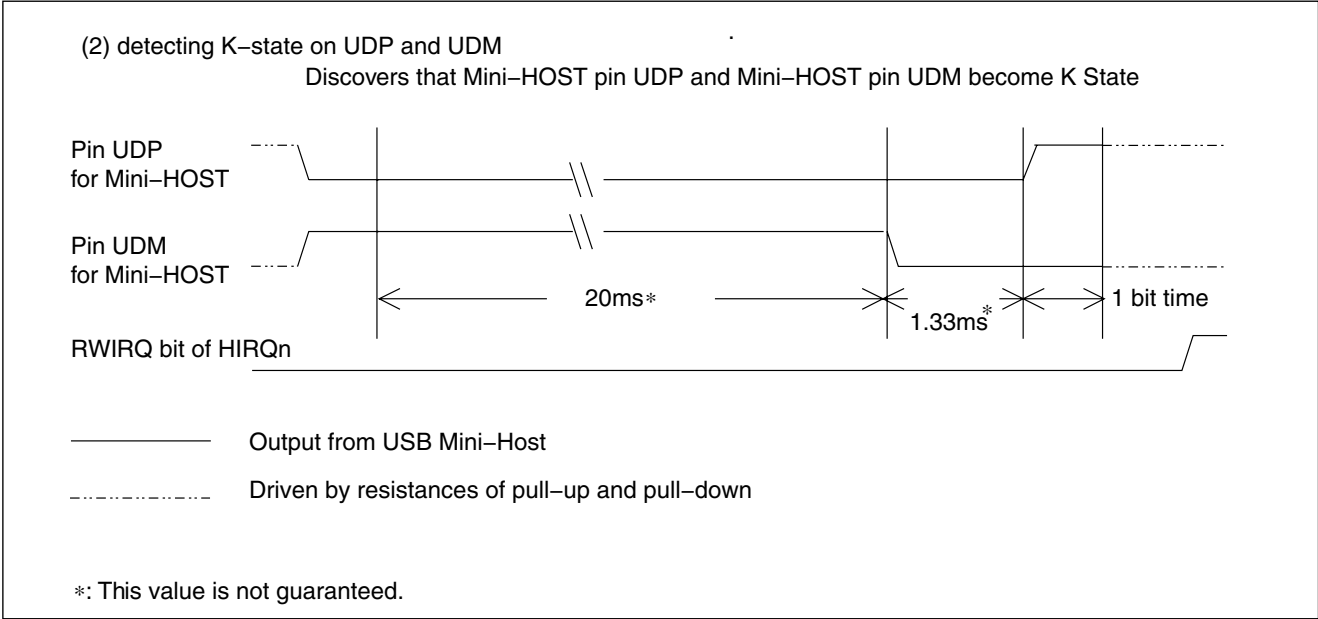 (2) detecting K−state on UDP and UDM
Discovers that Mini−HOST pin UDP and Mini−HOST pin UDM become K State
Pin UDP
for Mini−HOST
Pin UDM
for Mini−HOST
20ms*
1.33ms*
1 bit time
RWIRQ bit of HIRQn
Output from USB Mini−Host
Driven by resistances of pull−up and pull−down
*: This value is not guaranteed.